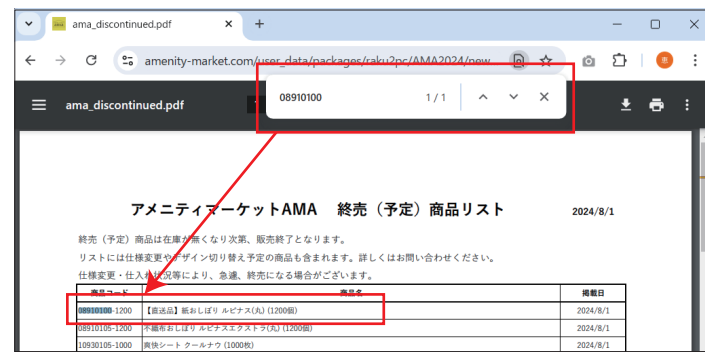 ama_discontinued.pdf
amenity-market.com/user_data/packages/raku2pc/AMA2024/new
恵
ama_discontinued.pdf
08910100 1/1
アメニティマーケットAMA 終売（予定）商品リスト 2024/8/1
終売（予定）商品は在庫が無くなり次第、販売終了となります。
リストには仕様変更やデザイン切り替え予定の商品も含まれます。詳しくはお問い合わせください。
仕様変更・仕入れ状況等により、急遽、終売になる場合がございます。
商品コード 商品名 掲載日
08910100-1200 【直送品】紙おしぼり ルピナス(丸) (1200個) 2024/8/1
08910105-1200 不織布おしぼり ルピナスエクストラ(丸) (1200個) 2024/8/1
10930105-1000 爽快シート クールナウ (1000枚) 2024/8/1